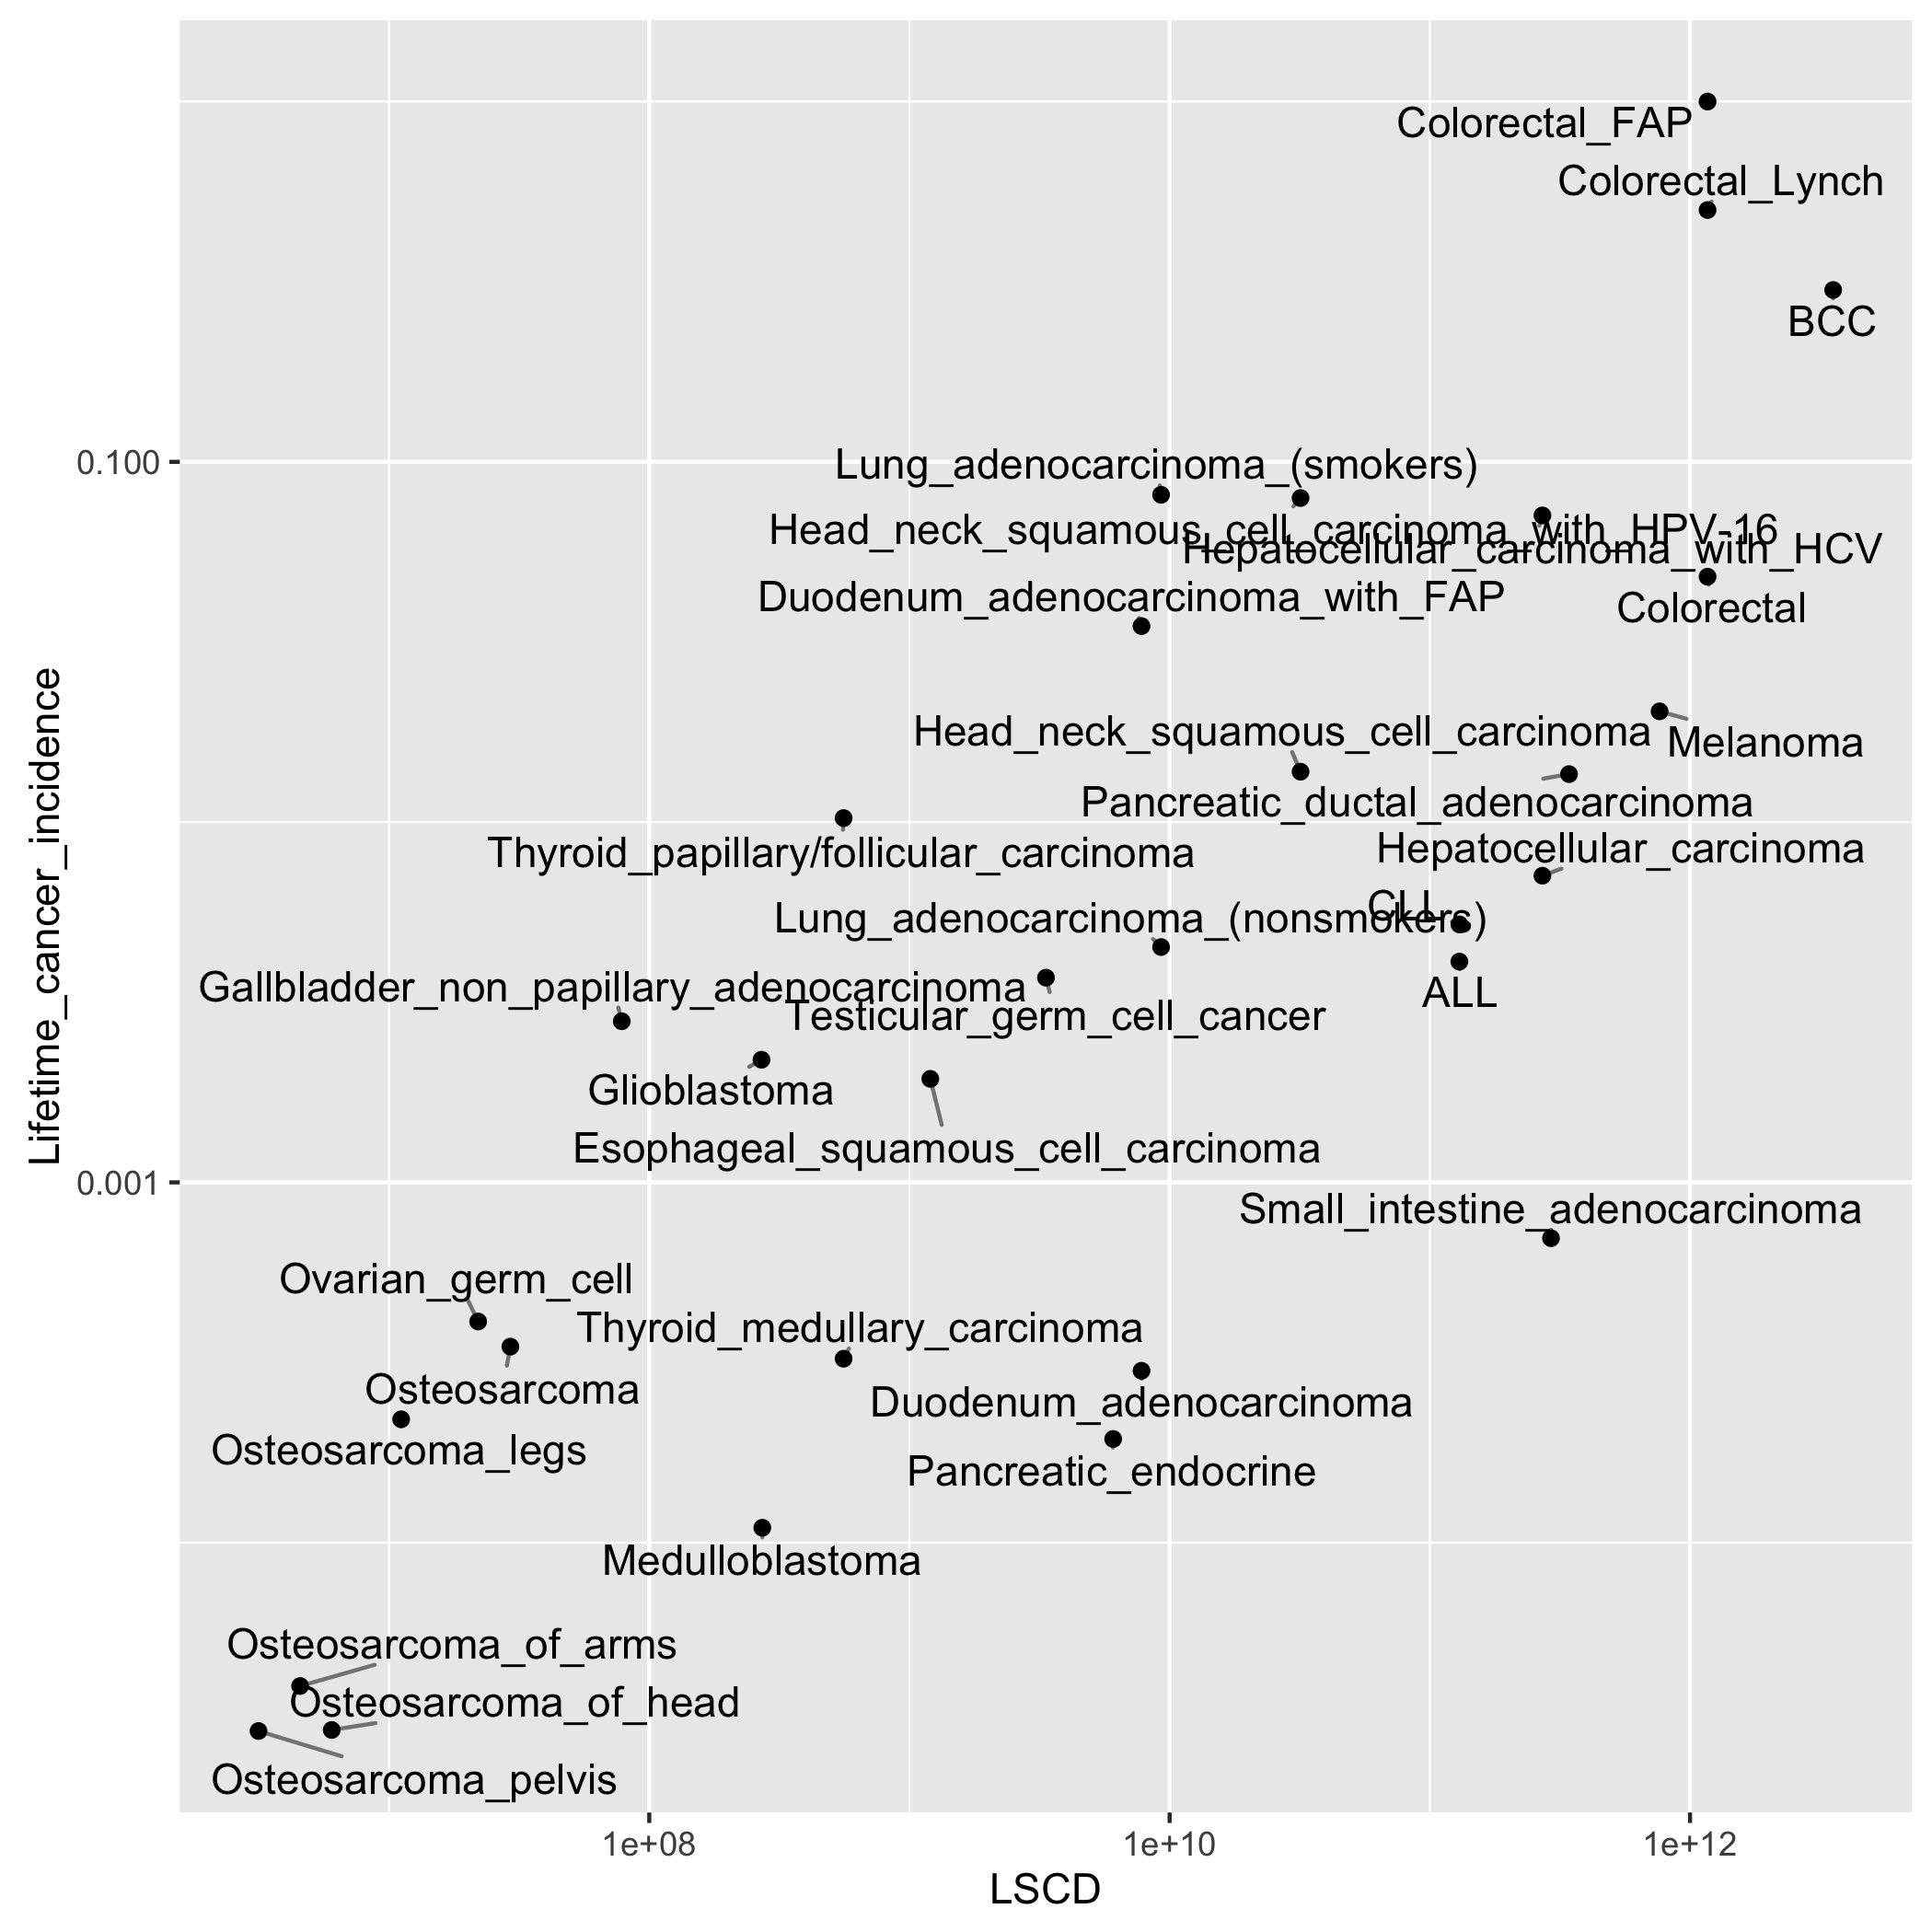 Colorectal_FAP
Colorectal_Lynch
BCC
0.100
Lung_adenocarcinoma_(smokers)
Head_neck_squamous_cell_carcinoma_with_HPV-16
Hepatocellular_carcinoma_with_HCV
Duodenum_adenocarcinoma_with_FAP
Colorectal
Head_neck_squamous_cell_carcinoma
Melanoma
Pancreatic_ductal_adenocarcinoma
Thyroid_papillary/follicular_carcinoma
Hepatocellular_carcinoma
CLL
Lung_adenocarcinoma_(nonsmokers)
Gallbladder_non_papillary_adenocarcinoma
ALL
Testicular_germ_cell_cancer
Glioblastoma
Esophageal_squamous_cell_carcinoma
0.001
Small_intestine_adenocarcinoma
Ovarian_germ_cell
Thyroid_medullary_carcinoma
Osteosarcoma
Duodenum_adenocarcinoma
Osteosarcoma_legs
Pancreatic_endocrine
Medulloblastoma
Osteosarcoma_of_arms
Osteosarcoma_of_head
Osteosarcoma_pelvis
1e+08
1e+10
1e+12
LSCD
Lifetime_cancer_incidence